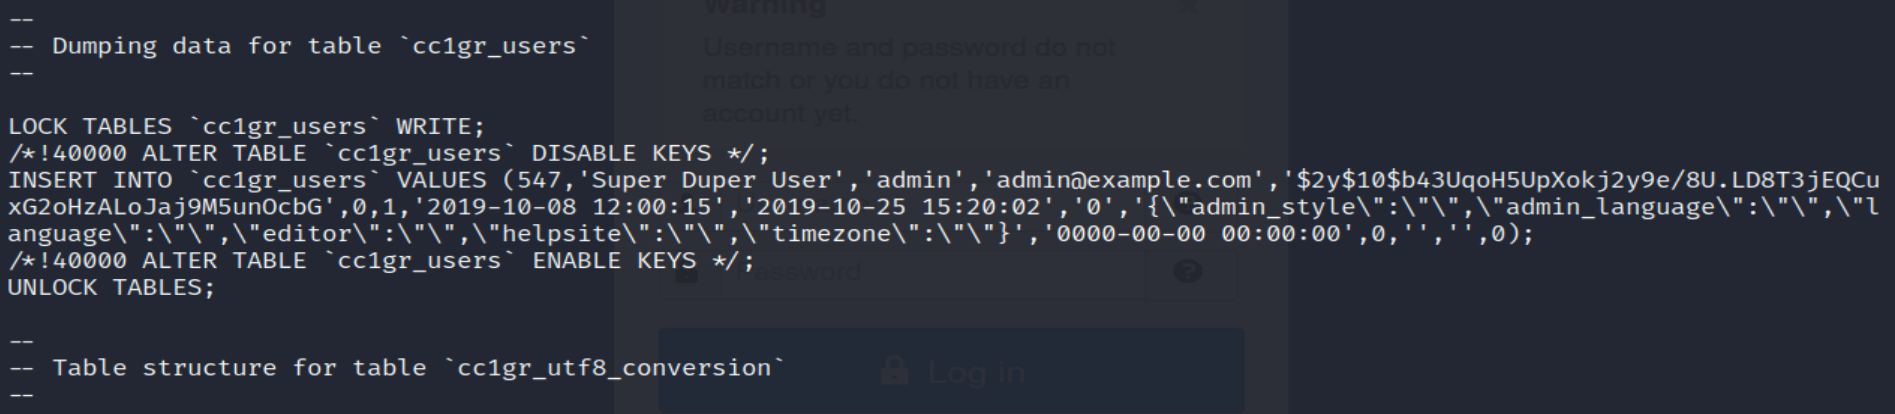 --
-- Dumping data for table `cc1gr_users`
--
LOCK TABLES `cc1gr_users` WRITE;
/*!40000 ALTER TABLE `cc1gr_users` DISABLE KEYS */;
INSERT INTO `cc1gr_users` VALUES (547,'Super Duper User','admin','admin@example.com','$2y$10$b43UqoH5UpXokj2y9e/8U.LD8T3jEQCu
xG2oHzALoJaj9M5unOcbG',0,1,'2019-10-08 12:00:15','2019-10-25 15:20:02','0','{\"admin_style\":\"\",\"admin_language\":\"\",\"l
anguage\":\"\",\"editor\":\"\",\"helpsite\":\"\",\"timezone\":\"\"}','0000-00-00 00:00:00',0,'','',0);
/*!40000 ALTER TABLE `cc1gr_users` ENABLE KEYS */;
UNLOCK TABLES;
--
-- Table structure for table `cc1gr_utf8_conversion`
--
Warning
Username and password do not
match or you do not have an
account yet.
Password
Log in